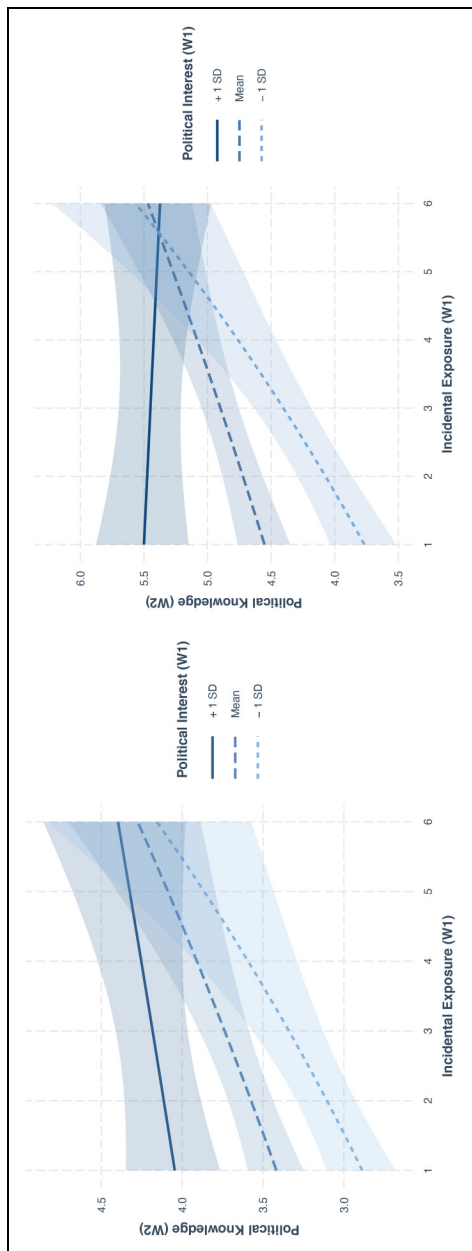 Political Knowledge (W2)
4.5
4.0
3.5
3.0
1
2
3
4
5
6
Incidental Exposure (W1)
Political Interest (W1)
+ 1 SD
Mean
− 1 SD
Political Knowledge (W2)
6.0
5.5
5.0
4.5
4.0
3.5
1
2
3
4
5
6
Incidental Exposure (W1)
Political Interest (W1)
+ 1 SD
Mean
− 1 SD